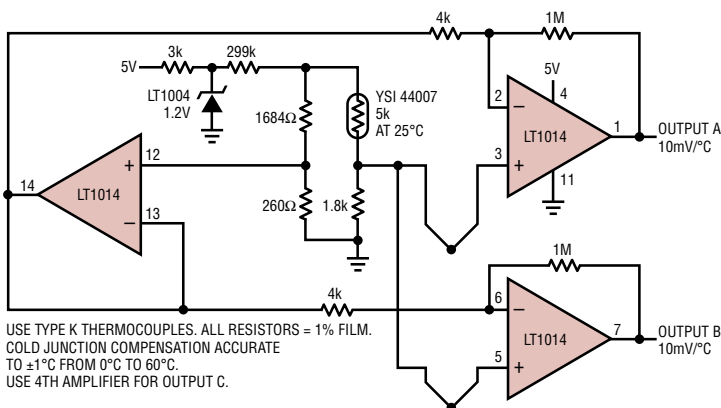 4k
1M
3k
299k
5V
5V
4
YSI 44007
5k
AT 25°C
LT1004
1.2V
1684Ω
2
–
1
OUTPUT A
10mV/°C
LT1014
12
+
3
+
14
LT1014
11
–
13
260Ω
1.8k
1M
4k
6
–
7
OUTPUT B
10mV/°C
LT1014
5
+
USE TYPE K THERMOCOUPLES. ALL RESISTORS = 1% FILM.
COLD JUNCTION COMPENSATION ACCURATE
TO ±1°C FROM 0°C TO 60°C.
USE 4TH AMPLIFIER FOR OUTPUT C.